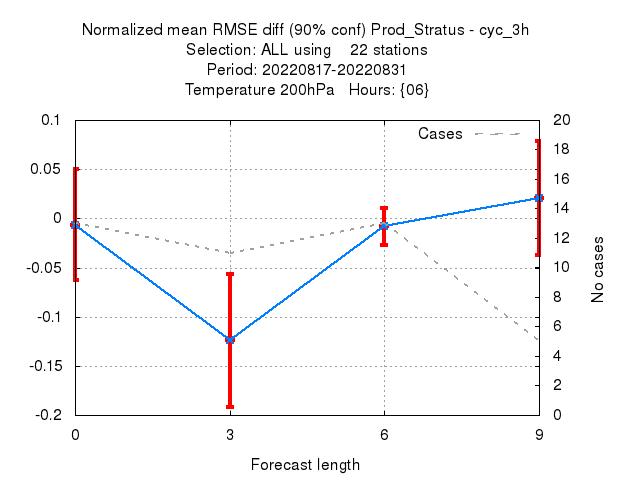 Normalized mean RMSE diff (90% conf) Prod_Stratus - cyc_3h
Selection: ALL using    22 stations
Period: 20220817-20220831
Temperature 200hPa   Hours: {06}
Cases
0.1
0.05
0
-0.05
-0.1
-0.15
-0.2
20
18
16
14
12
10
8
6
4
2
0
No cases
0 3 6 9
Forecast length